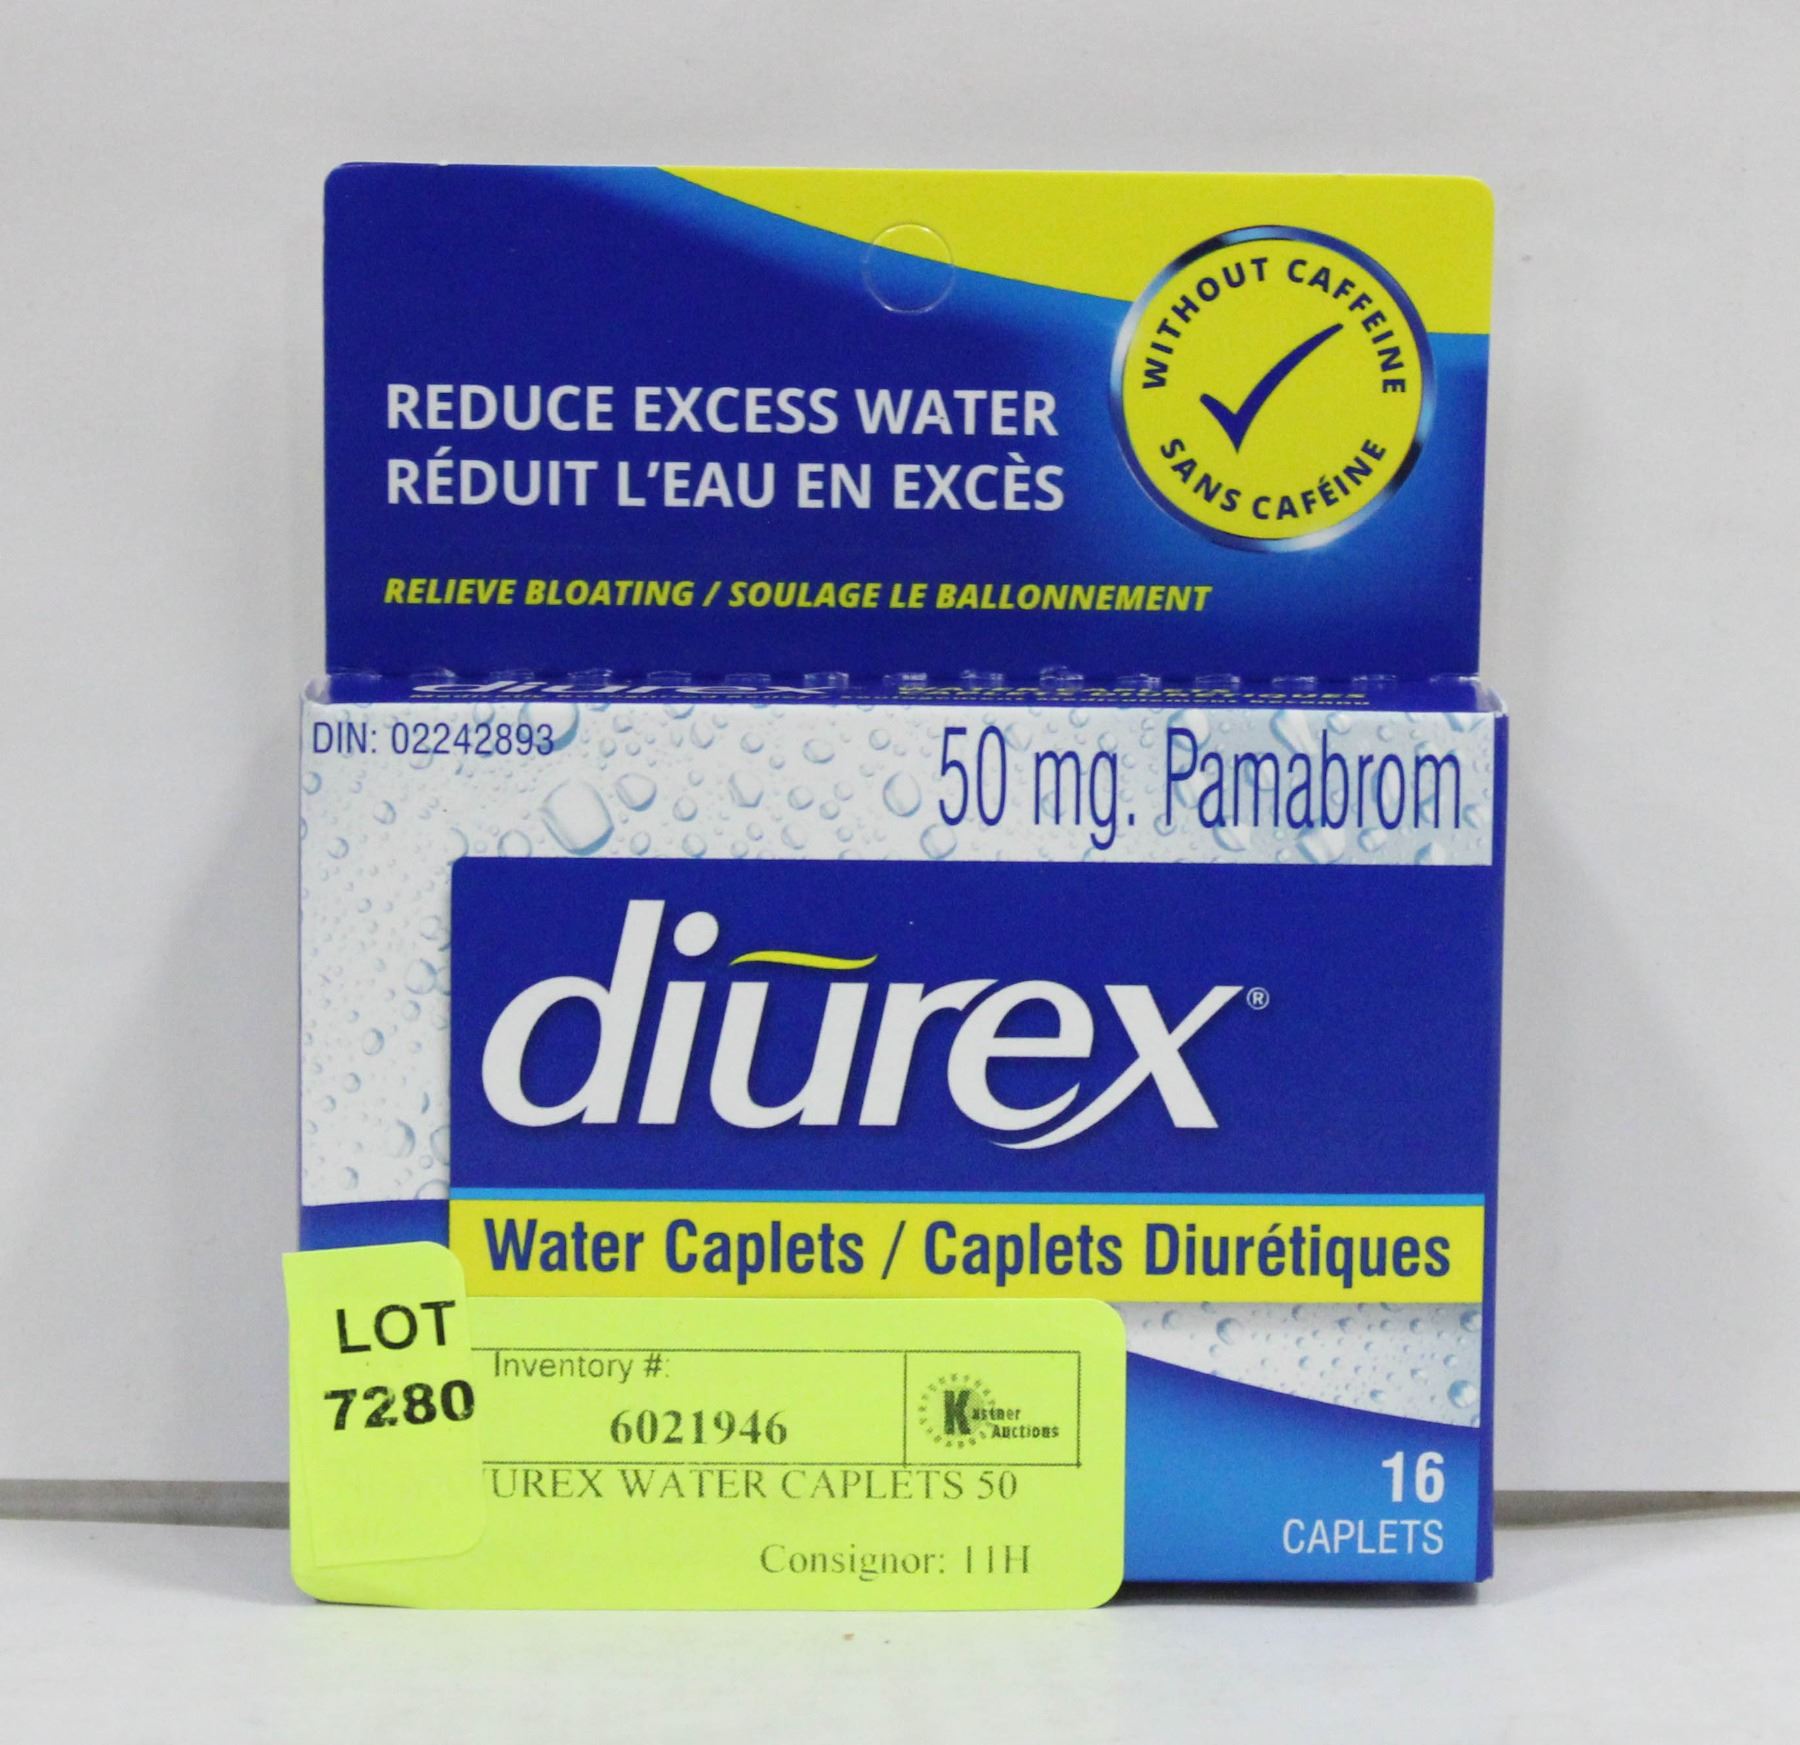 WITHOUT CAFFEINE
SANS CAFÉINE
REDUCE EXCESS WATER
RÉDUIT L'EAU EN EXCÈS
RELIEVE BLOATING / SOULAGE LE BALLONNEMENT
diurex
DIN: 02242893
50 mg. Pamabrom
diūrex®
Water Caplets / Caplets Diurétiques
LOT
7280
Inventory #:
6021946
Kastner
Auctions
UREX WATER CAPLETS 50
Consignor: 11H
16
CAPLETS